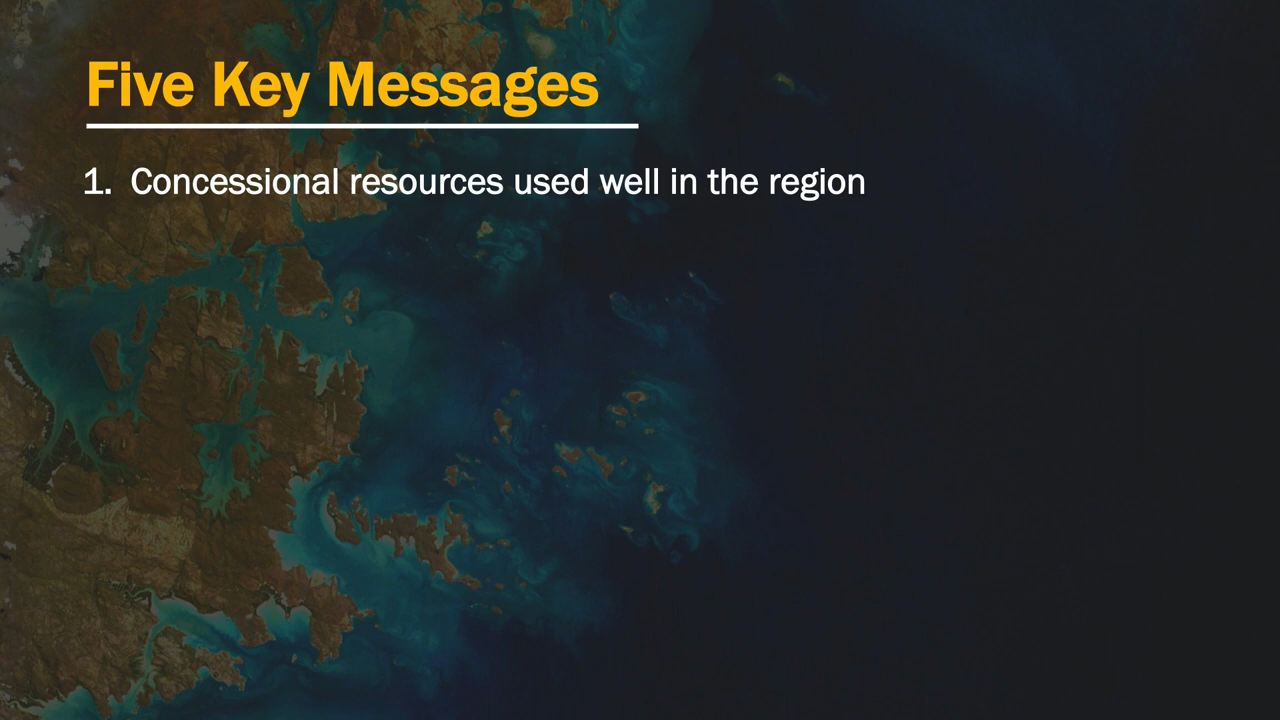 Five Key Messages
1. Concessional resources used well in the region